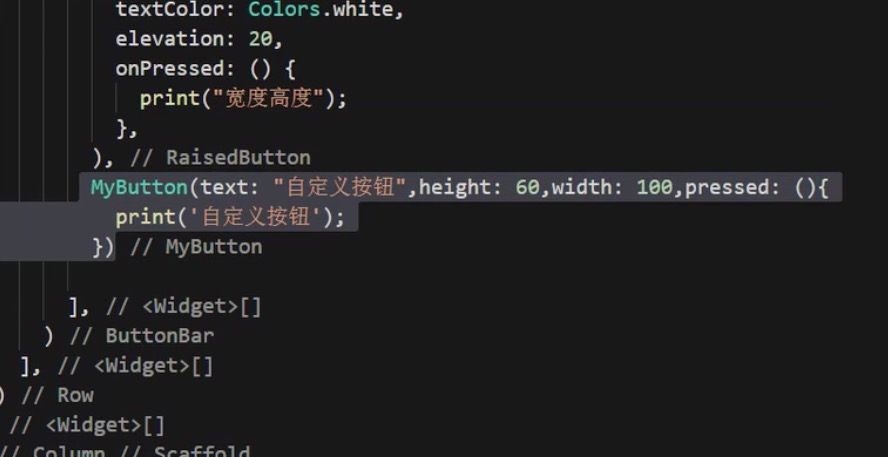 textColor: Colors.white,
elevation: 20,
onPressed: () {
print("宽度高度");
},
), // RaisedButton
MyButton(text: "自定义按钮",height: 60,width: 100,pressed: (){
print('自定义按钮');
}) // MyButton
], // <Widget>[]
) // ButtonBar
], // <Widget>[]
) // Row
// <Widget>[]
// Column // Scaffold